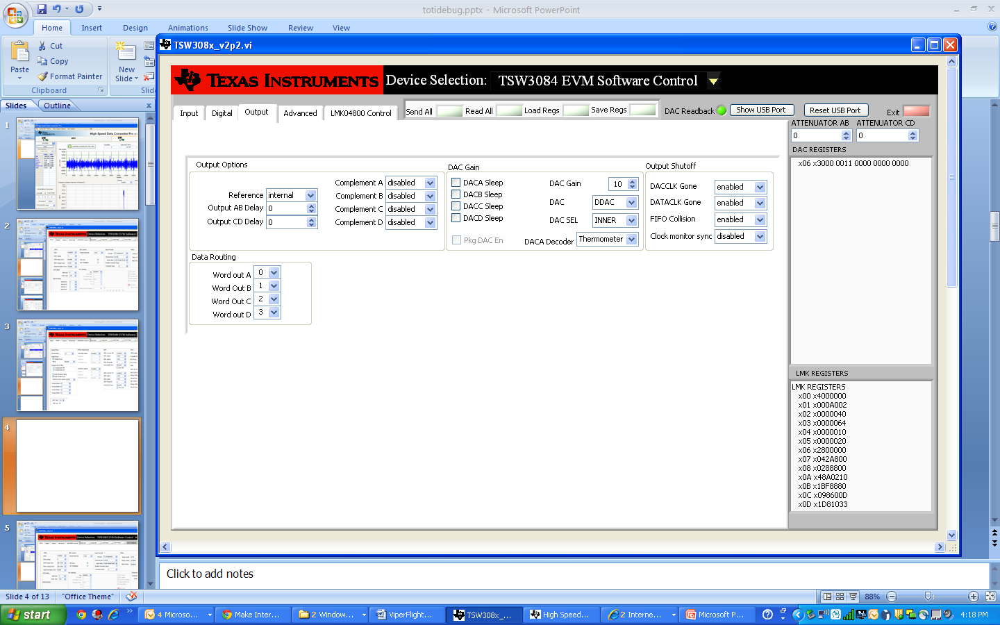 totidebug.pptx - Microsoft PowerPoint
Home Insert Design Animations Slide Show Review View
Cut
Copy
Format Painter
Paste
New
Slide
Clipboard
Slid
Slides Outline x
1
2
3
4
5
TSW308x_v2p2.vi
TEXAS INSTRUMENTS Device Selection: TSW3084 EVM Software Control
Input Digital Output Advanced LMK04800 Control
Send All Read All Load Regs Save Regs DAC Readback Show USB Port Reset USB Port Exit
ATTENUATOR AB ATTENUATOR CD
0 0
DAC REGISTERS
x06 x3000 0011 0000 0000 0000
Output Options
Reference internal
Output AB Delay 0
Output CD Delay 0
Complement A disabled
Complement B disabled
Complement C disabled
Complement D disabled
DAC Gain
DACA Sleep
DACB Sleep
DACC Sleep
DACD Sleep
Pkg DAC En
DAC Gain 10
DAC DDAC
DAC SEL INNER
DACA Decoder Thermometer
Output Shutoff
DACCLK Gone enabled
DATACLK Gone enabled
FIFO Collision enabled
Clock monitor sync disabled
Data Routing
Word out A 0
Word Out B 1
Word Out C 2
Word out D 3
LMK REGISTERS
LMK REGISTERS
x00 x4000000
x01 x000A002
x02 x0000040
x03 x0000064
x04 x0000010
x05 x0000020
x06 x2800000
x07 x042A800
x08 x0288800
x0A x48A0210
x0B x1BF8880
x0C x098600D
x0D x1D81033
Click to add notes
Slide 4 of 13 "Office Theme" 88%
start 4 Microso... Make Inter... 2 Window... ViperFlight... TSW308x_... High Speed... 2 Interne... Microsoft P... 4:18 PM